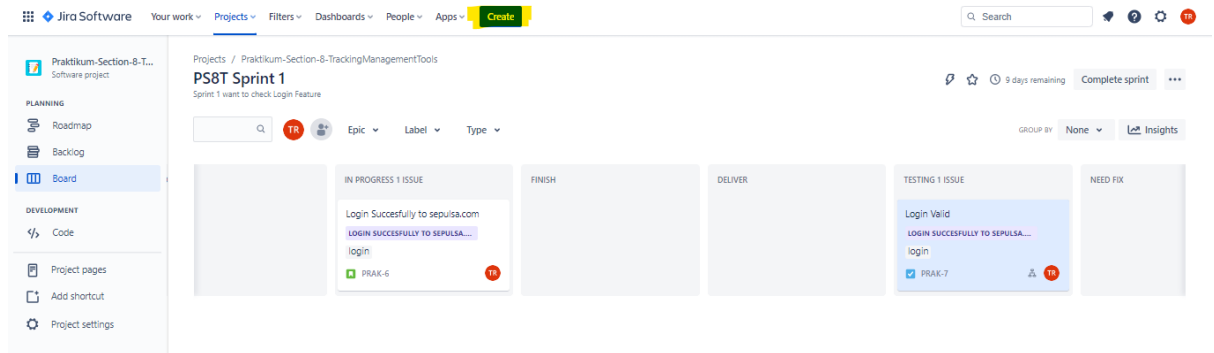 Jira Software Your work Projects Filters Dashboards People Apps Create Search TR
Praktikum-Section-8-T...
Software project
PLANNING
Roadmap
Backlog
Board
DEVELOPMENT
Code
Project pages
Add shortcut
Project settings
Projects / Praktikum-Section-8-TrackingManagementTools
PS8T Sprint 1
Sprint 1 want to check Login Feature
9 days remaining Complete sprint
TR Epic Label Type
GROUP BY None Insights
IN PROGRESS 1 ISSUE FINISH DELIVER TESTING 1 ISSUE NEED FIX
Login Succesfully to sepulsa.com
LOGIN SUCCESFULLY TO SEPULSA....
login
PRAK-6 TR
Login Valid
LOGIN SUCCESFULLY TO SEPULSA....
login
PRAK-7 TR